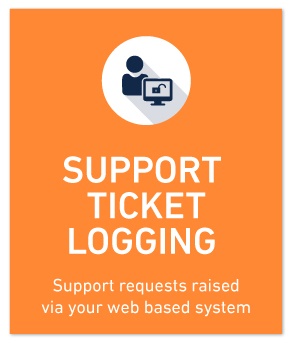 SUPPORT
TICKET
LOGGING
Support requests raised
via your web based system